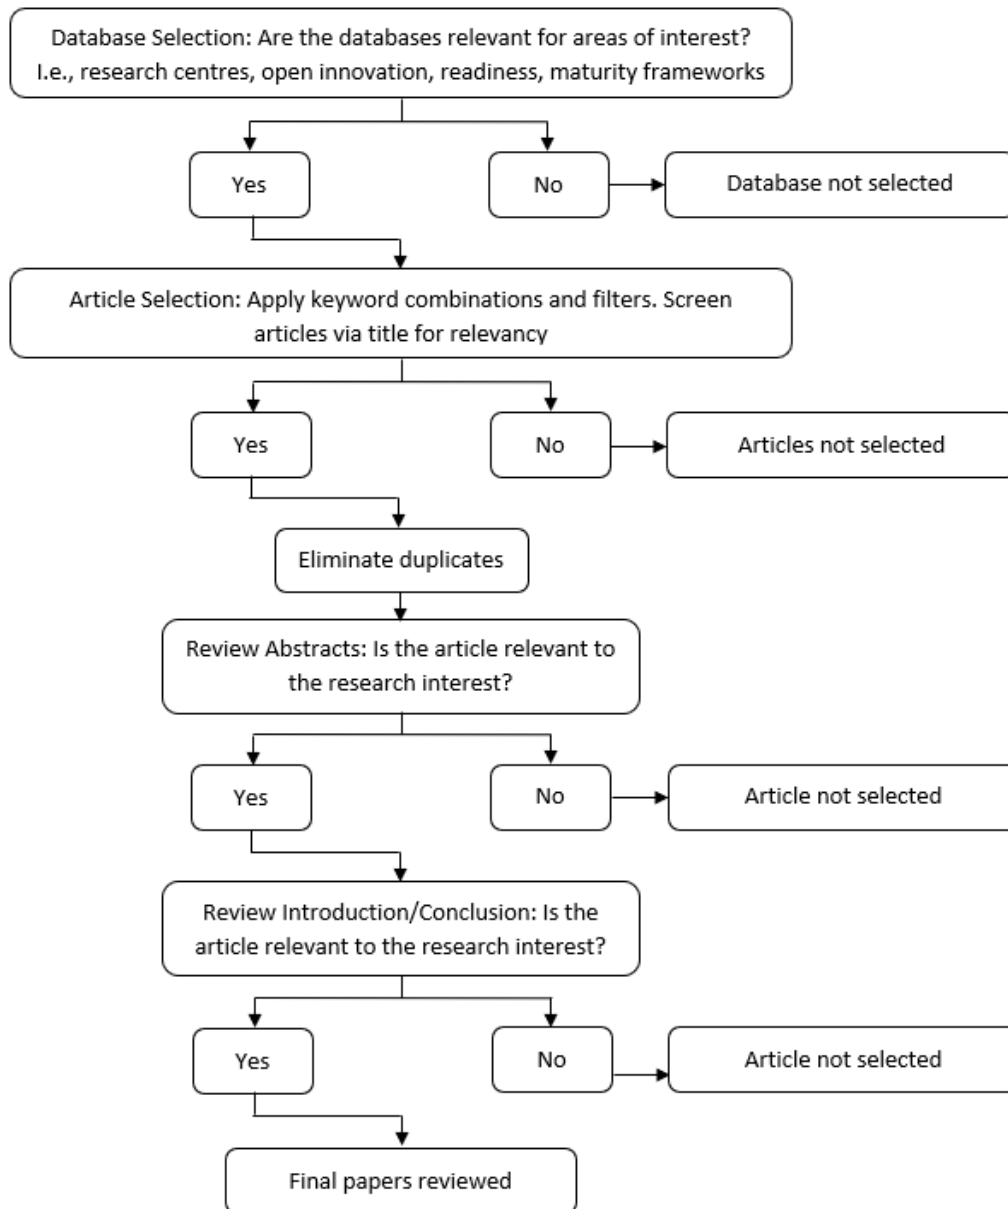 Database Selection: Are the databases relevant for areas of interest?
I.e., research centres, open innovation, readiness, maturity frameworks
Yes
No
Database not selected
Article Selection: Apply keyword combinations and filters. Screen
articles via title for relevancy
Yes
No
Articles not selected
Eliminate duplicates
Review Abstracts: Is the article relevant to
the research interest?
Yes
No
Article not selected
Review Introduction/Conclusion: Is the
article relevant to the research interest?
Yes
No
Article not selected
Final papers reviewed